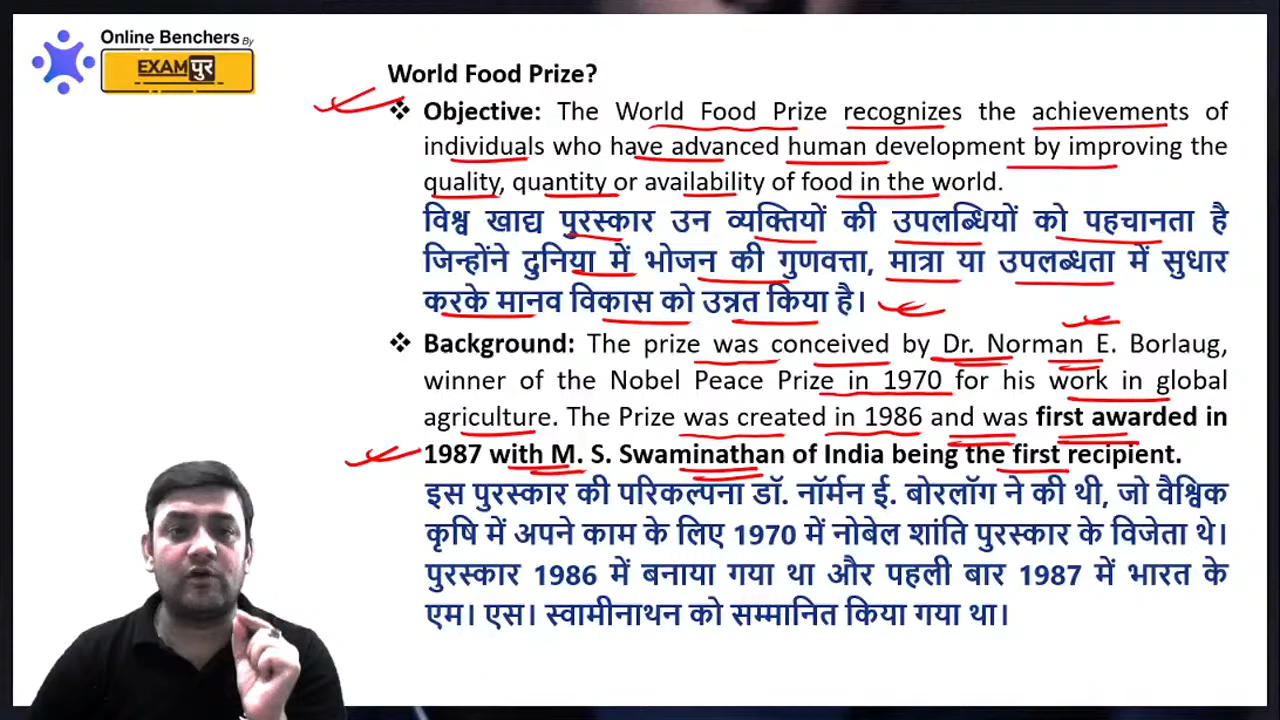 Online Benchers By
EXAMपुर
World Food Prize?
❖ Objective: The World Food Prize recognizes the achievements of
individuals who have advanced human development by improving the
quality, quantity or availability of food in the world.
विश्व खाद्य पुरस्कार उन व्यक्तियों की उपलब्धियों को पहचानता है
जिन्होंने दुनिया में भोजन की गुणवत्ता, मात्रा या उपलब्धता में सुधार
करके मानव विकास को उन्नत किया है।
❖ Background: The prize was conceived by Dr. Norman E. Borlaug,
winner of the Nobel Peace Prize in 1970 for his work in global
agriculture. The Prize was created in 1986 and was first awarded in
1987 with M. S. Swaminathan of India being the first recipient.
इस पुरस्कार की परिकल्पना डॉ. नॉर्मन ई. बोरलॉग ने की थी, जो वैश्विक
कृषि में अपने काम के लिए 1970 में नोबेल शांति पुरस्कार के विजेता थे।
पुरस्कार 1986 में बनाया गया था और पहली बार 1987 में भारत के
एम। एस। स्वामीनाथन को सम्मानित किया गया था।